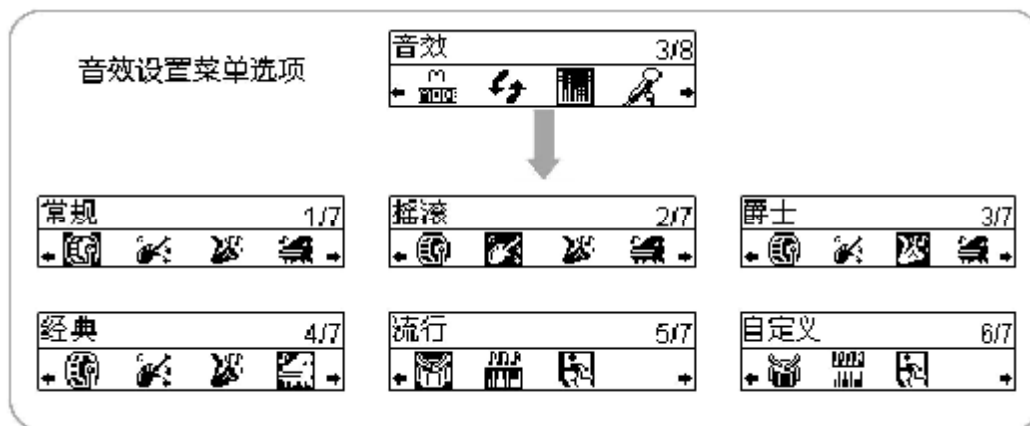 音效设置菜单选项
音效 3/8
常规 1/7
摇滚 2/7
爵士 3/7
经典 4/7
流行 5/7
自定义 6/7